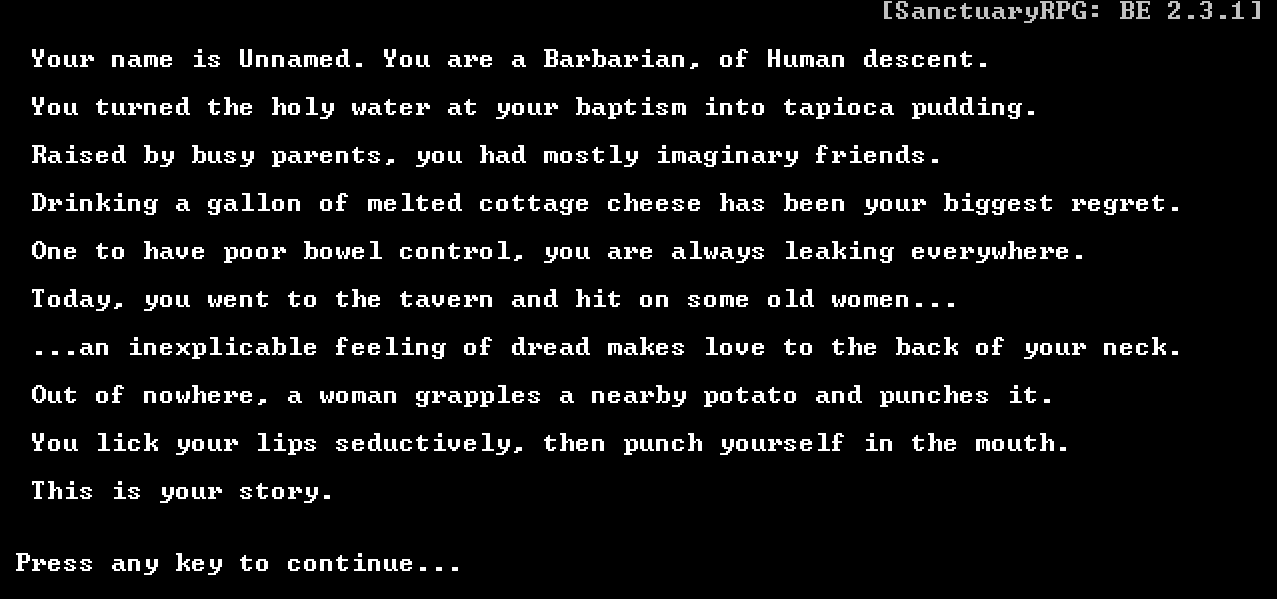 [SanctuaryRPG: BE 2.3.1]
Your name is Unnamed. You are a Barbarian, of Human descent.
You turned the holy water at your baptism into tapioca pudding.
Raised by busy parents, you had mostly imaginary friends.
Drinking a gallon of melted cottage cheese has been your biggest regret.
One to have poor bowel control, you are always leaking everywhere.
Today, you went to the tavern and hit on some old women...
...an inexplicable feeling of dread makes love to the back of your neck.
Out of nowhere, a woman grapples a nearby potato and punches it.
You lick your lips seductively, then punch yourself in the mouth.
This is your story.
Press any key to continue...